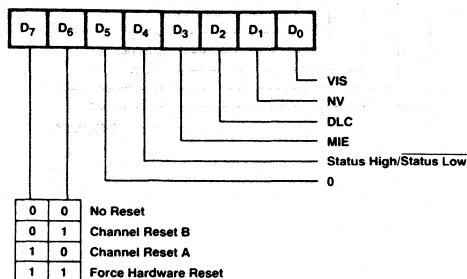 D7 D6 D5 D4 D3 D2 D1 D0
VIS
NV
DLC
MIE
Status High/Status Low
0
0 0 No Reset
0 1 Channel Reset B
1 0 Channel Reset A
1 1 Force Hardware Reset